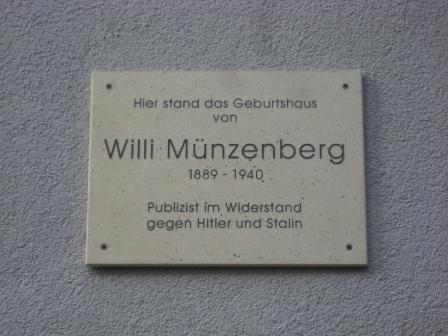 Hier stand das Geburtshaus
von
Willi Münzenberg
1889 - 1940
Publizist im Widerstand
gegen Hitler und Stalin